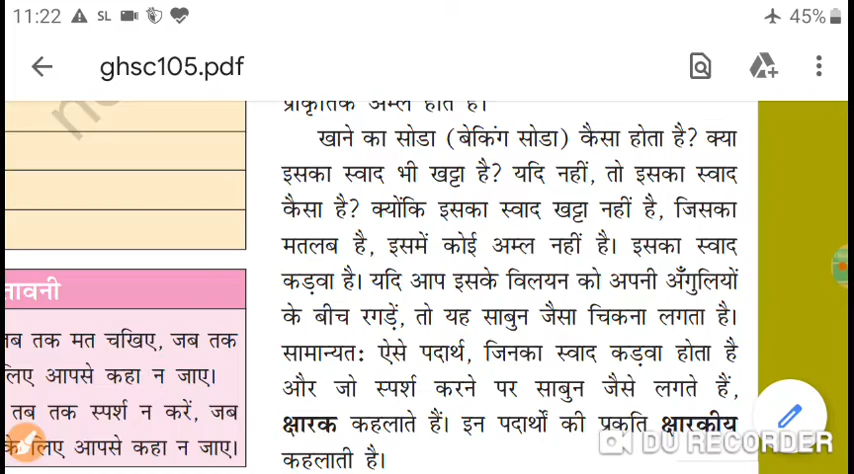 11:22 SL 45%
ghsc105.pdf
प्राकृतिक अम्ल होते हैं।
खाने का सोडा (बेकिंग सोडा) कैसा होता है? क्या
इसका स्वाद भी खट्टा है? यदि नहीं, तो इसका स्वाद
कैसा है? क्योंकि इसका स्वाद खट्टा नहीं है, जिसका
मतलब है, इसमें कोई अम्ल नहीं है। इसका स्वाद
कड़वा है। यदि आप इसके विलयन को अपनी अँगुलियों
के बीच रगड़ें, तो यह साबुन जैसा चिकना लगता है।
सामान्यत: ऐसे पदार्थ, जिनका स्वाद कड़वा होता है
और जो स्पर्श करने पर साबुन जैसे लगते हैं,
क्षारक कहलाते हैं। इन पदार्थों की प्रकृति क्षारकीय
कहलाती है।
तावनी
तब तक मत चखिए, जब तक
लिए आपसे कहा न जाए।
तब तक स्पर्श न करें, जब
के लिए आपसे कहा न जाए।
DU RECORDER